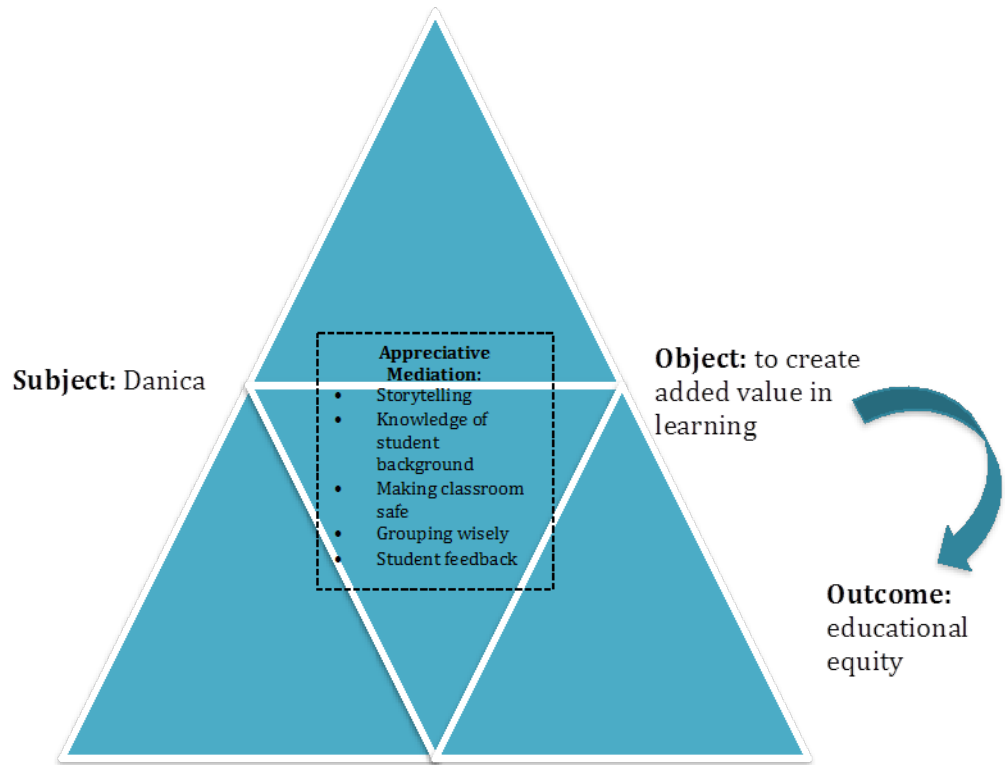 Appreciative
Mediation:
• Storytelling
• Knowledge of
student
background
• Making classroom
safe
• Grouping wisely
• Student feedback
Subject: Danica
Object: to create
added value in
learning
Outcome:
educational
equity